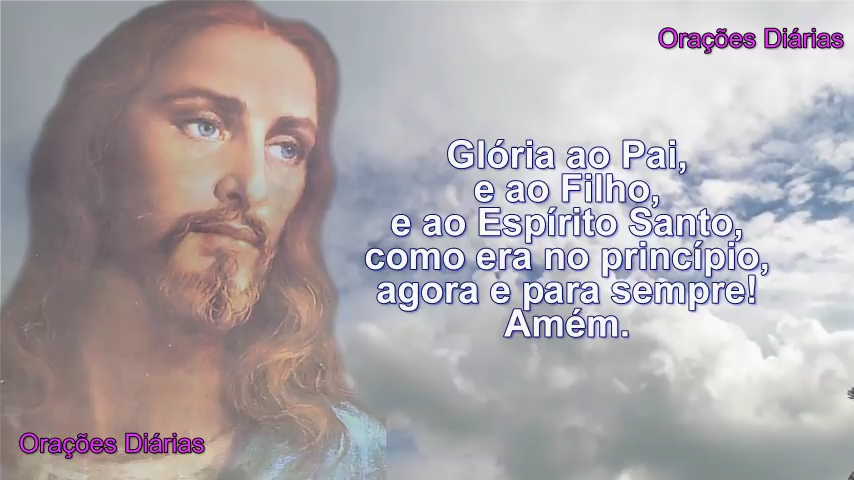 Orações Diárias
Glória ao Pai,
e ao Filho,
e ao Espírito Santo,
como era no princípio,
agora e para sempre!
Amém.
Orações Diárias